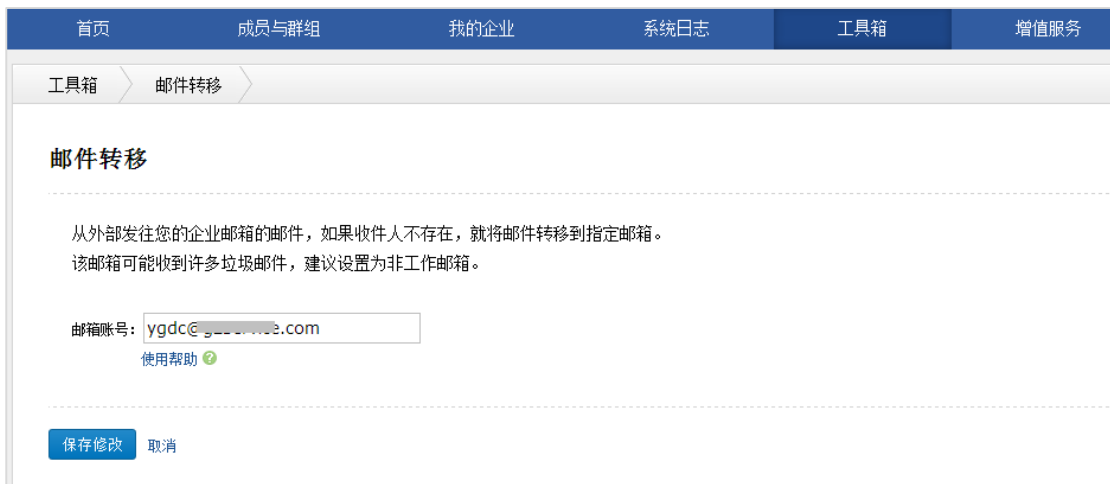 首页 成员与群组 我的企业 系统日志 工具箱 增值服务
工具箱 邮件转移
邮件转移
从外部发往您的企业邮箱的邮件，如果收件人不存在，就将邮件转移到指定邮箱。
该邮箱可能收到许多垃圾邮件，建议设置为非工作邮箱。
邮箱账号： ygdc@ e.com
使用帮助 ?
保存修改 取消